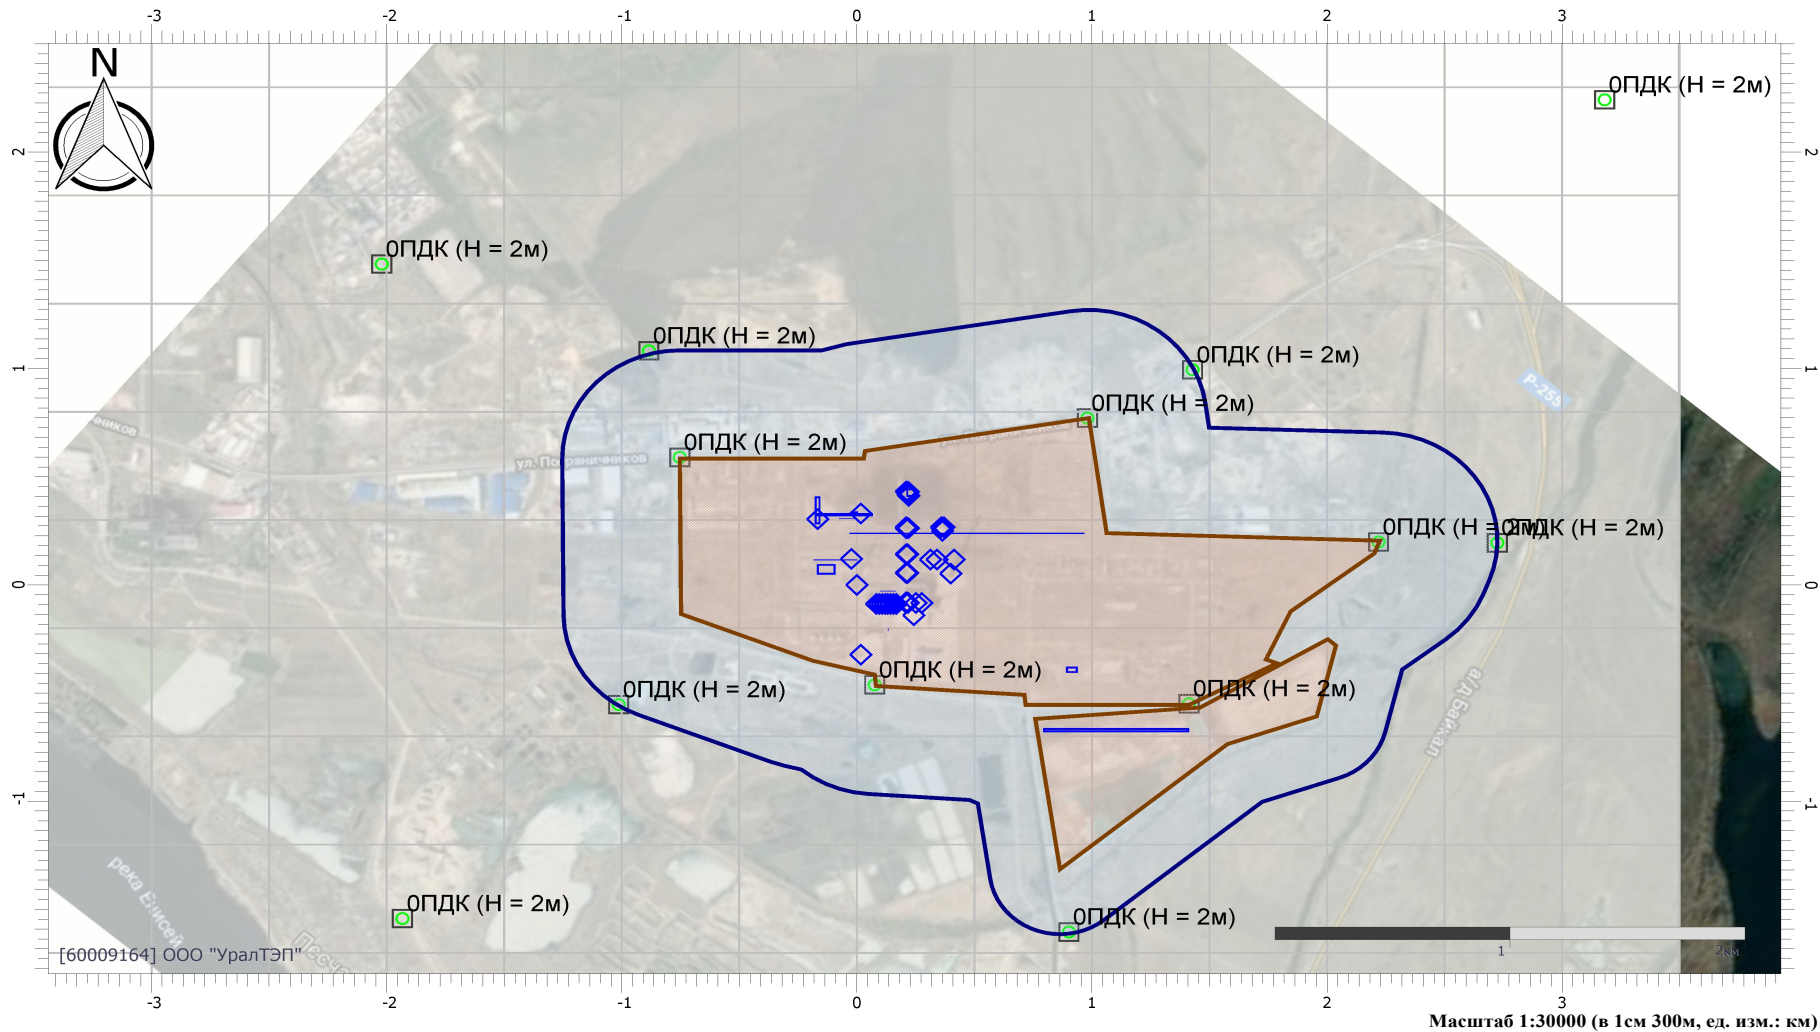 -3 -2 -1 0 1 2 3
N
0ПДК (Н = 2м)
2 2
0ПДК (Н = 2м)
0ПДК (Н = 2м)
0ПДК (Н = 2м)
1 1
Р-255
0ПДК (Н = 2м)
0ПДК (Н = 2м)
ул. Пограничников
0ПДК (Н = 2м)
0ПДК (Н = 2м)
0 0
0ПДК (Н = 2м)
0ПДК (Н = 2м)
0ПДК (Н = 2м)
а/д Байкал
-1 -1
река Енисей
0ПДК (Н = 2м)
0ПДК (Н = 2м)
[60009164] ООО "УралТЭП"
1 2км
-3 -2 -1 0 1 2 3
Масштаб 1:30000 (в 1см 300м, ед. изм.: км)